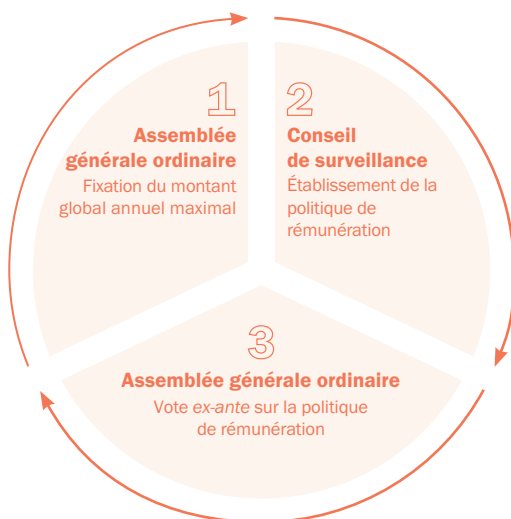 1
Assemblée
générale ordinaire
Fixation du montant
global annuel maximal
2
Conseil
de surveillance
Établissement de la
politique de
rémunération
3
Assemblée générale ordinaire
Vote ex-ante sur la politique
de rémunération